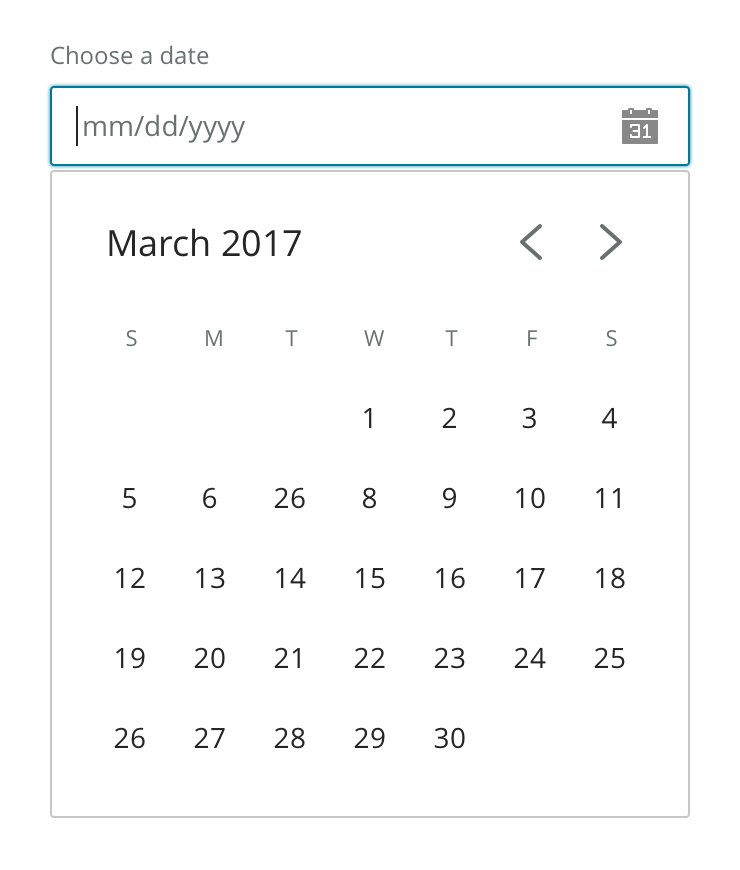 Choose a date
mm/dd/yyyy 31
March 2017
S M T W T F S
1 2 3 4
5 6 26 8 9 10 11
12 13 14 15 16 17 18
19 20 21 22 23 24 25
26 27 28 29 30